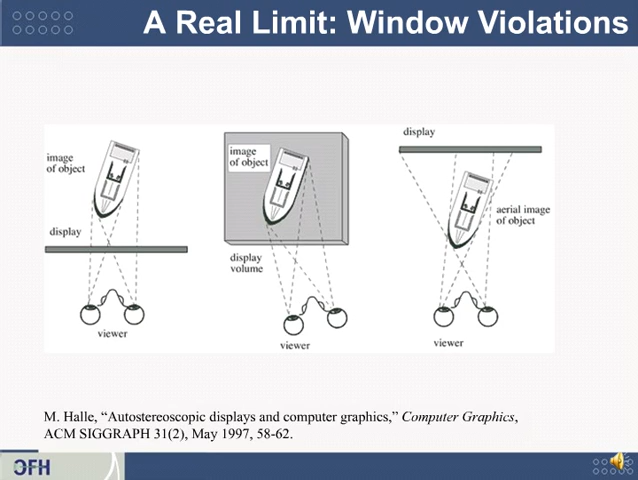 A Real Limit: Window Violations
image
of object
display
viewer
image
of object
display
volume
viewer
display
aerial image
of object
viewer
M. Halle, “Autostereoscopic displays and computer graphics,” Computer Graphics,
ACM SIGGRAPH 31(2), May 1997, 58-62.
OFH